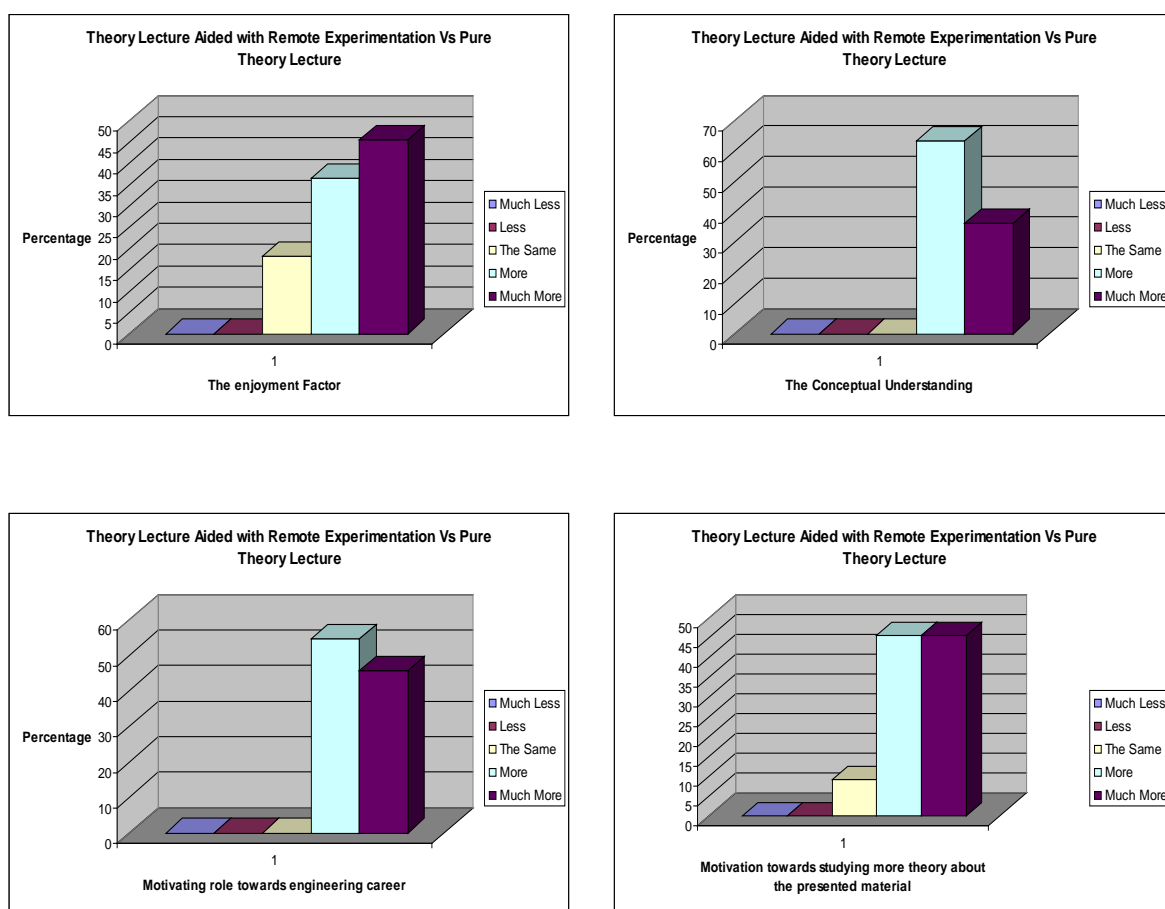 Theory Lecture Aided with Remote Experimentation Vs Pure
Theory Lecture
50
45
40
35
30
25
20
15
10
5
0
Percentage
1
The enjoyment Factor
Much Less
Less
The Same
More
Much More
Theory Lecture Aided with Remote Experimentation Vs Pure
Theory Lecture
70
60
50
40
30
20
10
0
Percentage
1
The Conceptual Understanding
Much Less
Less
The Same
More
Much More
Theory Lecture Aided with Remote Experimentation Vs Pure
Theory Lecture
60
50
40
30
20
10
0
Percentage
1
Motivating role towards engineering career
Much Less
Less
The Same
More
Much More
Theory Lecture Aided with Remote Experimentation Vs Pure
Theory Lecture
50
45
40
35
30
25
20
15
10
5
0
1
Motivation towards studying more theory about
the presented material
Much Less
Less
The Same
More
Much More